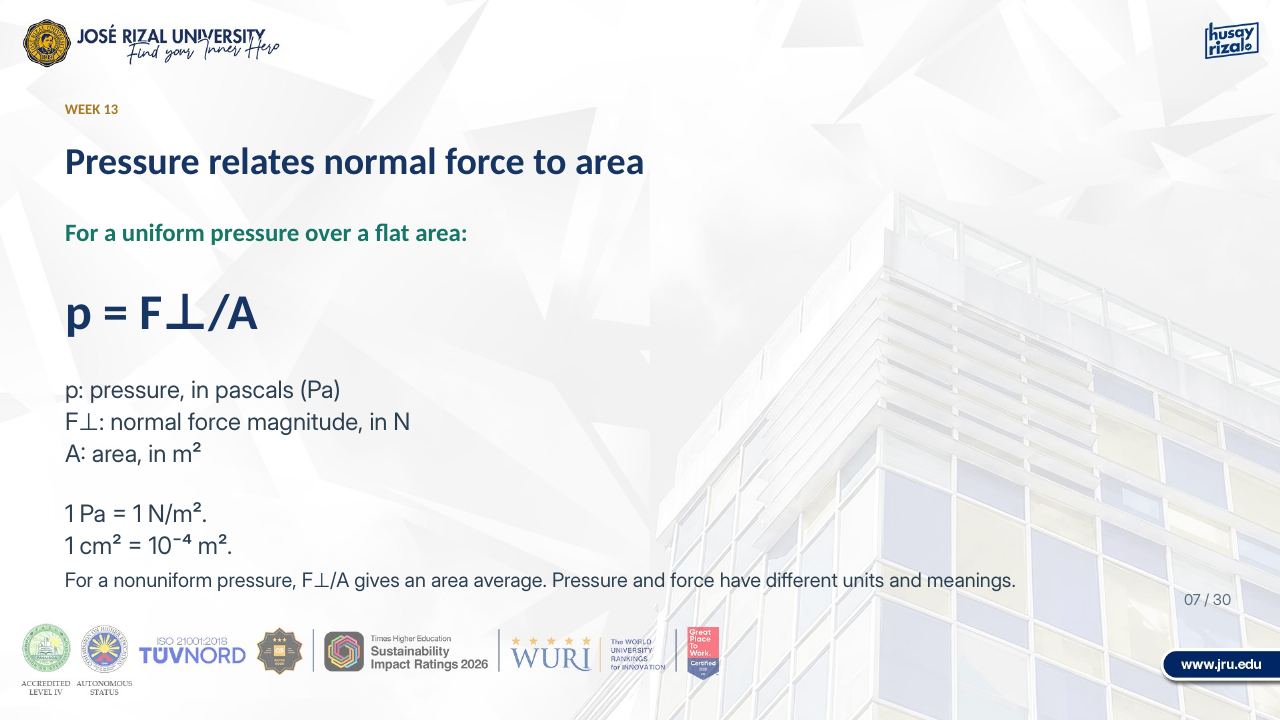 JOSÉ RIZAL UNIVERSITY
Find your Inner Hero
husay
rizal
WEEK 13
Pressure relates normal force to area
For a uniform pressure over a flat area:
p = F⊥/A
p: pressure, in pascals (Pa)
F⊥: normal force magnitude, in N
A: area, in m²
1 Pa = 1 N/m².
1 cm² = 10⁻⁴ m².
For a nonuniform pressure, F⊥/A gives an area average. Pressure and force have different units and meanings.
07 / 30
ACCREDITED
LEVEL IV
AUTONOMOUS
STATUS
ISO 21001:2018
TÜVNORD
Times Higher Education
Sustainability
Impact Ratings 2026
WURI
The WORLD
UNIVERSITY
RANKINGS
for INNOVATION
Great
Place
To
Work.
Certified
www.jru.edu